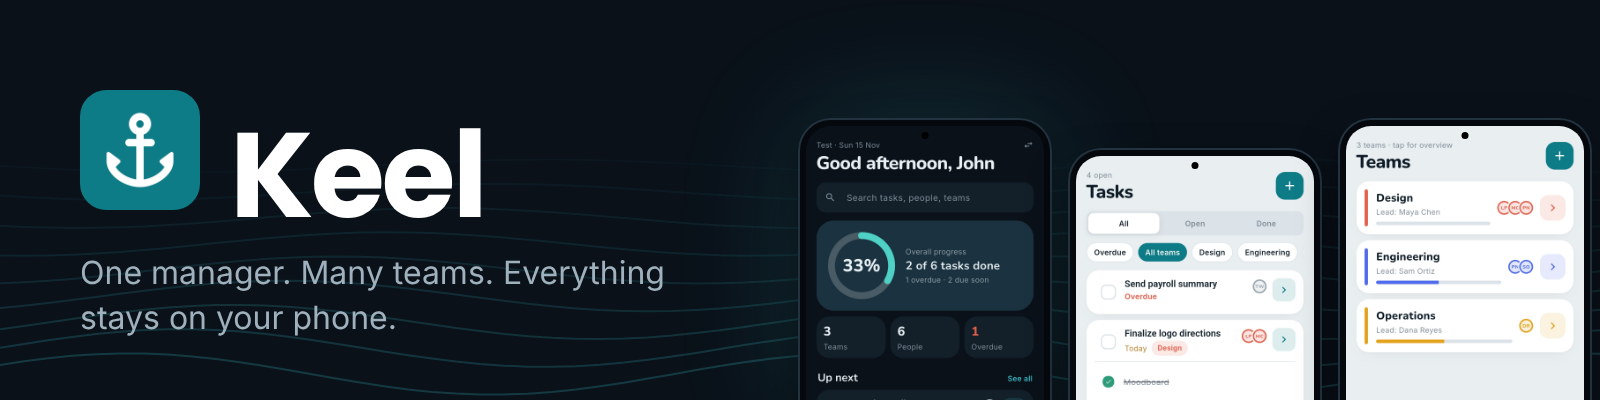 Keel
One manager. Many teams. Everything
stays on your phone.
Test · Sun 15 Nov
Good afternoon, John
Search tasks, people, teams
33%
Overall progress
2 of 6 tasks done
1 overdue · 2 due soon
3
Teams
6
People
1
Overdue
Up next
See all
4 open
Tasks
+
All
Open
Done
Overdue
All teams
Design
Engineering
Send payroll summary
TW
Overdue
Finalize logo directions
Today
Design
Moodboard
3 teams · tap for overview
Teams
+
Design
Lead: Maya Chen
Engineering
Lead: Sam Ortiz
Operations
Lead: Dana Reyes
DR